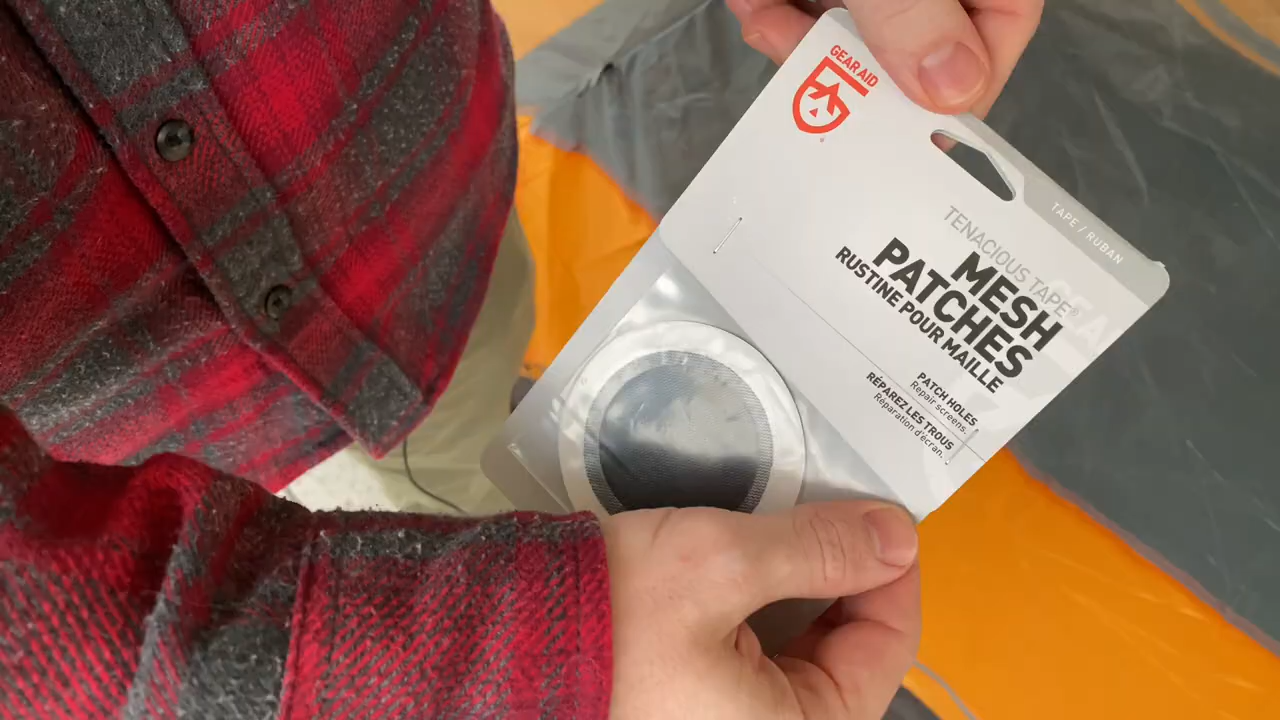 GEAR AID
TAPE / RUBAN
TENACIOUS TAPE®
MESH
PATCHES
RUSTINE POUR MAILLE
PATCH HOLES
Repair screens.
RÉPAREZ LES TROUS
Réparation d'écran.